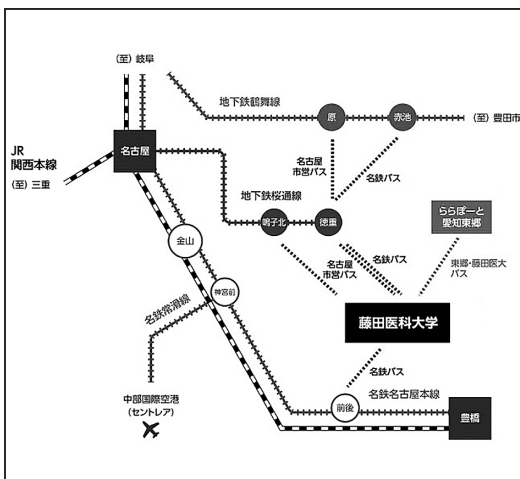 (至) 岐阜
地下鉄鶴舞線
原
赤池
(至) 豊田市
JR
関西本線
(至) 三重
名古屋
名古屋
市営バス
名鉄バス
地下鉄桜通線
鳴子北
徳重
ららぽーと
愛知東郷
金山
名古屋
市営バス
名鉄バス
東郷・藤田医大
バス
神宮前
名鉄常滑線
藤田医科大学
名鉄バス
中部国際空港
(セントレア)
前後
名鉄名古屋本線
豊橋